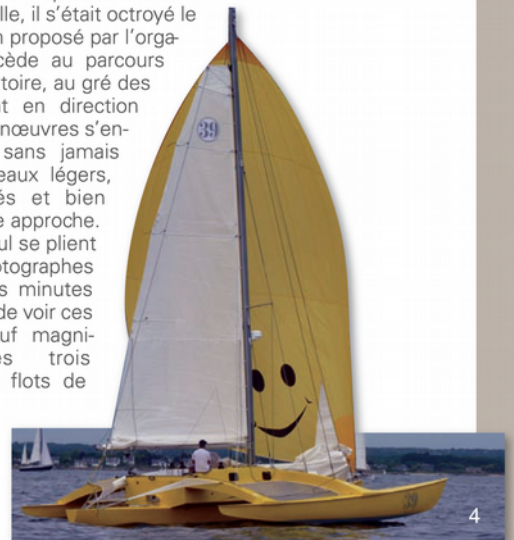 lle, il s'était octroyé le
n proposé par l'orga-
cède au parcours
toire, au gré des
nt en direction
nœuvres s'en-
sans jamais
eaux légers,
és et bien
e approche.
ul se plient
otographes
s minutes
de voir ces
uf magni-
es trois
flots de
39
39
4